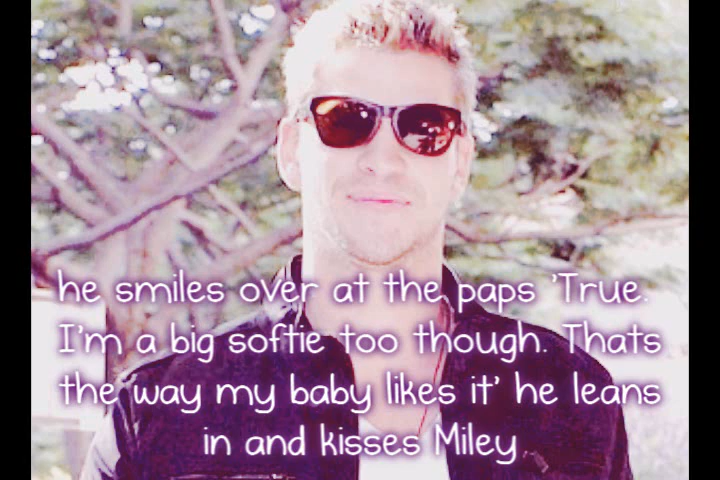 he smiles over at the paps 'True.
I'm a big softie too though. Thats
the way my baby likes it' he leans
in and kisses Miley